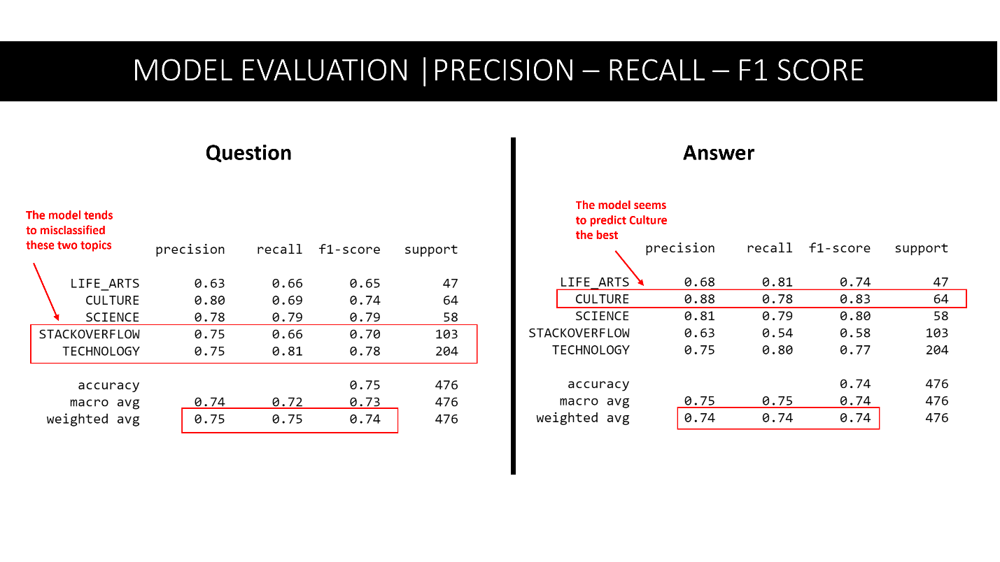 MODEL EVALUATION |PRECISION – RECALL – F1 SCORE
Question
The model tends
to misclassified
these two topics
precision recall f1-score support
LIFE_ARTS 0.63 0.66 0.65 47
CULTURE 0.80 0.69 0.74 64
SCIENCE 0.78 0.79 0.79 58
STACKOVERFLOW 0.75 0.66 0.70 103
TECHNOLOGY 0.75 0.81 0.78 204
accuracy 0.75 476
macro avg 0.74 0.72 0.73 476
weighted avg 0.75 0.75 0.74 476
Answer
The model seems
to predict Culture
the best
precision recall f1-score support
LIFE_ARTS 0.68 0.81 0.74 47
CULTURE 0.88 0.78 0.83 64
SCIENCE 0.81 0.79 0.80 58
STACKOVERFLOW 0.63 0.54 0.58 103
TECHNOLOGY 0.75 0.80 0.77 204
accuracy 0.74 476
macro avg 0.75 0.75 0.74 476
weighted avg 0.74 0.74 0.74 476